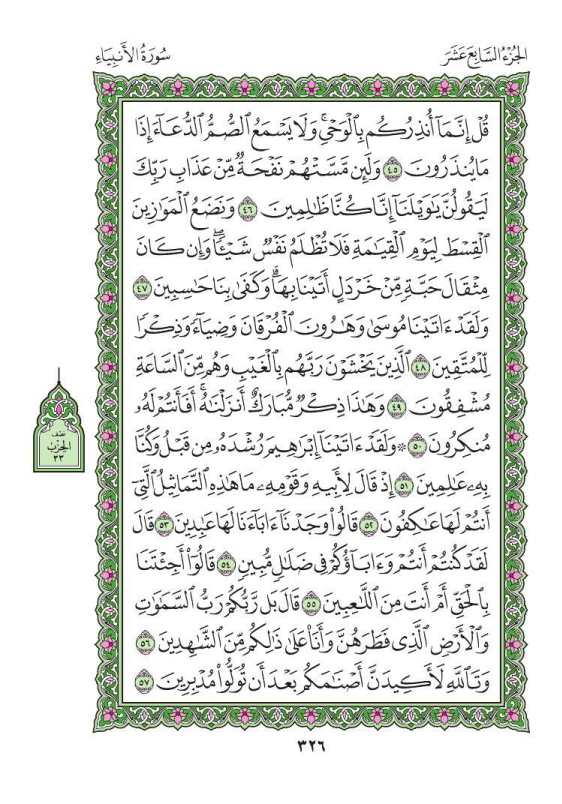 الجُزْءُ السَّابِعَ عَشَرَ
سُورَةُ الأَنبِيَاءِ
قُلْ إِنَّمَآ أُنذِرُكُم بِٱلْوَحْىِۚ وَلَا يَسْمَعُ ٱلصُّمُّ ٱلدُّعَآءَ إِذَا
مَا يُنذَرُونَ ٤٥ وَلَئِن مَّسَّتْهُمْ نَفْحَةٌ مِّنْ عَذَابِ رَبِّكَ
لَيَقُولُنَّ يَٰوَيْلَنَآ إِنَّا كُنَّا ظَٰلِمِينَ ٤٦ وَنَضَعُ ٱلْمَوَٰزِينَ
ٱلْقِسْطَ لِيَوْمِ ٱلْقِيَٰمَةِ فَلَا تُظْلَمُ نَفْسٌ شَيْـًٔاۖ وَإِن كَانَ
مِثْقَالَ حَبَّةٍ مِّنْ خَرْدَلٍ أَتَيْنَا بِهَاۗ وَكَفَىٰ بِنَا حَٰسِبِينَ ٤٧
وَلَقَدْ ءَاتَيْنَا مُوسَىٰ وَهَٰرُونَ ٱلْفُرْقَانَ وَضِيَآءً وَذِكْرًا
لِّلْمُتَّقِينَ ٤٨ ٱلَّذِينَ يَخْشَوْنَ رَبَّهُم بِٱلْغَيْبِ وَهُم مِّنَ ٱلسَّاعَةِ
مُشْفِقُونَ ٤٩ وَهَٰذَا ذِكْرٌ مُّبَارَكٌ أَنزَلْنَٰهُۚ أَفَأَنتُمْ لَهُۥ
مُنكِرُونَ ٥٠ ۞ وَلَقَدْ ءَاتَيْنَآ إِبْرَٰهِيمَ رُشْدَهُۥ مِن قَبْلُ وَكُنَّا
بِهِۦ عَٰلِمِينَ ٥١ إِذْ قَالَ لِأَبِيهِ وَقَوْمِهِۦ مَا هَٰذِهِ ٱلتَّمَاثِيلُ ٱلَّتِىٓ
أَنتُمْ لَهَا عَٰكِفُونَ ٥٢ قَالُوا۟ وَجَدْنَآ ءَابَآءَنَا لَهَا عَٰبِدِينَ ٥٣ قَالَ
لَقَدْ كُنتُمْ أَنتُمْ وَءَابَآؤُكُمْ فِى ضَلَٰلٍ مُّبِينٍ ٥٤ قَالُوٓا۟ أَجِئْتَنَا
بِٱلْحَقِّ أَمْ أَنتَ مِنَ ٱللَّٰعِبِينَ ٥٥ قَالَ بَل رَّبُّكُمْ رَبُّ ٱلسَّمَٰوَٰتِ
وَٱلْأَرْضِ ٱلَّذِى فَطَرَهُنَّ وَأَنَا۠ عَلَىٰ ذَٰلِكُم مِّنَ ٱلشَّٰهِدِينَ ٥٦
وَتَٱللَّهِ لَأَكِيدَنَّ أَصْنَٰمَكُم بَعْدَ أَن تُوَلُّوا۟ مُدْبِرِينَ ٥٧
نصف
الحِزْب
٣٣
٣٢٦